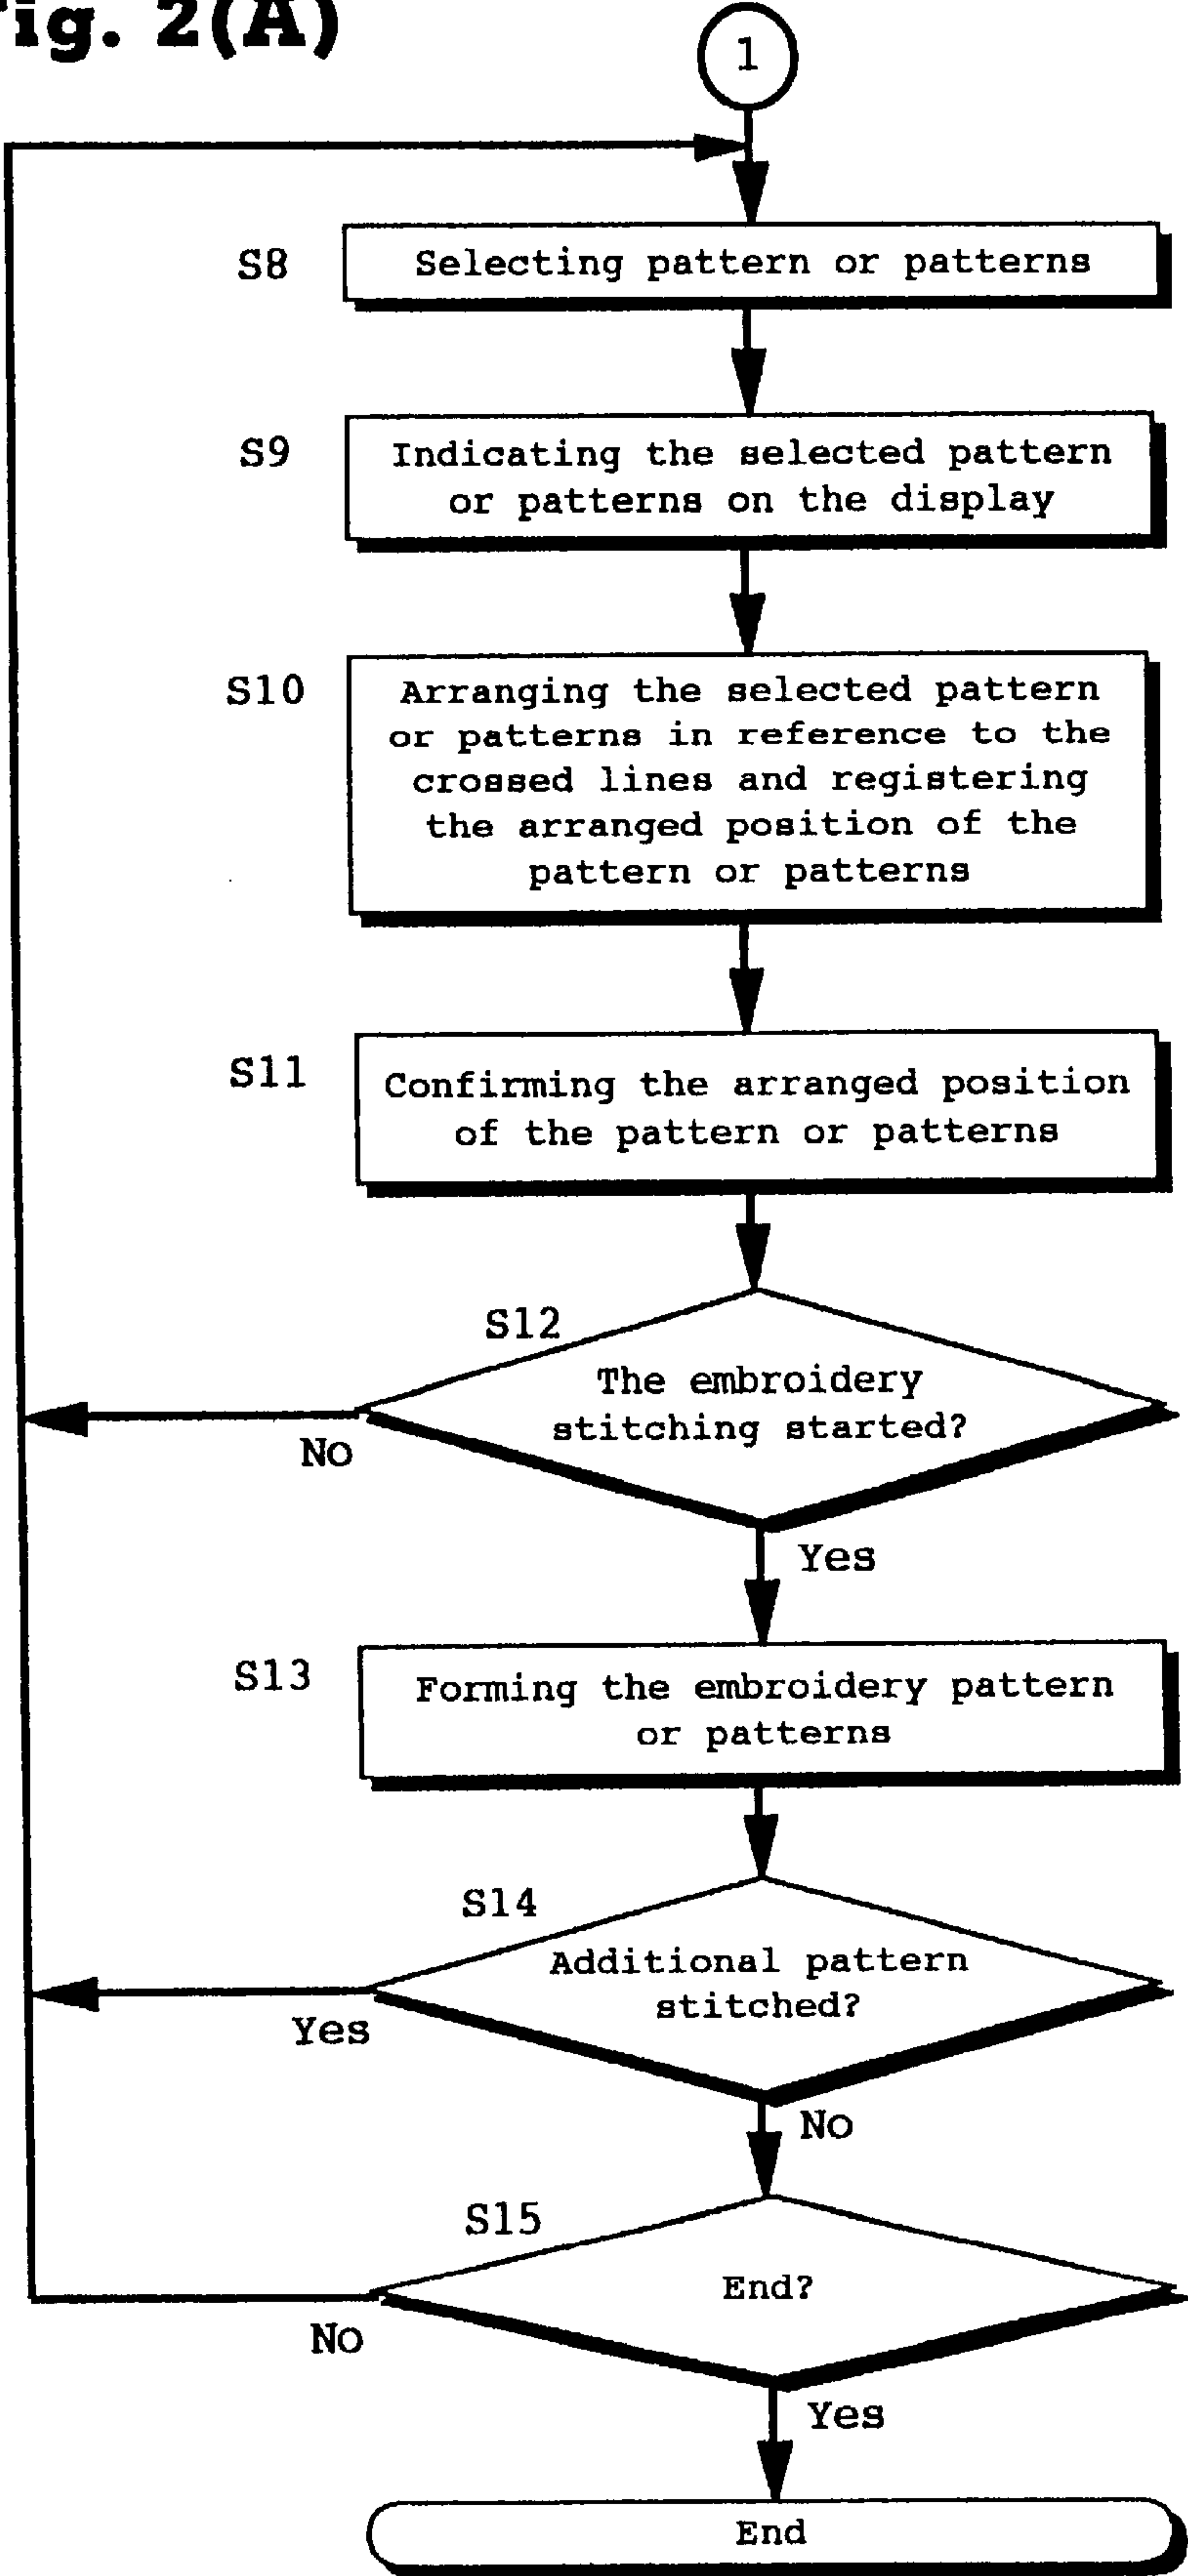 ig. 2(A)
1
S8
Selecting pattern or patterns
S9
Indicating the selected pattern
or patterns on the display
S10
Arranging the selected pattern
or patterns in reference to the
crossed lines and registering
the arranged position of the
pattern or patterns
S11
Confirming the arranged position
of the pattern or patterns
S12
The embroidery
stitching started?
No
Yes
S13
Forming the embroidery pattern
or patterns
S14
Additional pattern
stitched?
Yes
No
S15
End?
No
Yes
End